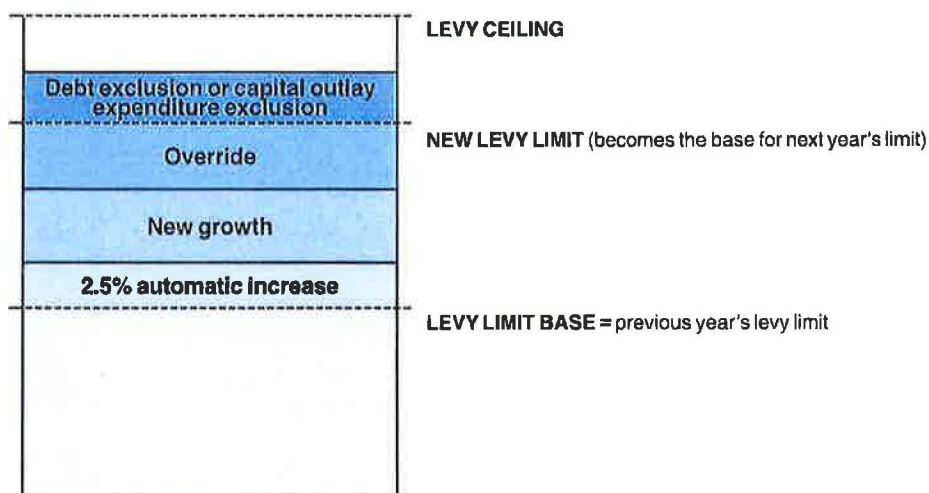 LEVY CEILING
Debt exclusion or capital outlay
expenditure exclusion
NEW LEVY LIMIT (becomes the base for next year's limit)
Override
New growth
2.5% automatic increase
LEVY LIMIT BASE = previous year's levy limit